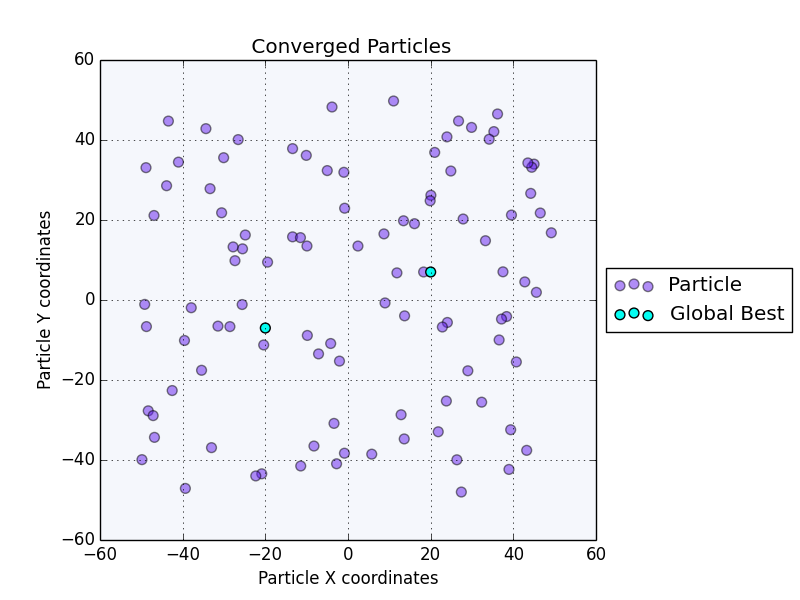 Converged Particles
60
40
20
0
−20
−40
−60
−60 −40 −20 0 20 40 60
Particle Y coordinates
Particle X coordinates
Particle
Global Best